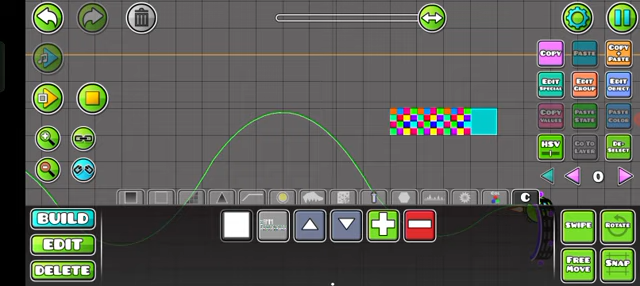 COPY
PASTE
COPY + PASTE
EDIT SPECIAL
EDIT GROUP
EDIT OBJECT
COPY VALUES
PASTE STATE
PASTE COLOR
HSV
GO TO LAYER
DE-SELECT
0
C
BUILD
EDIT
DELETE
SWIPE
ROTATE
FREE MOVE
SNAP